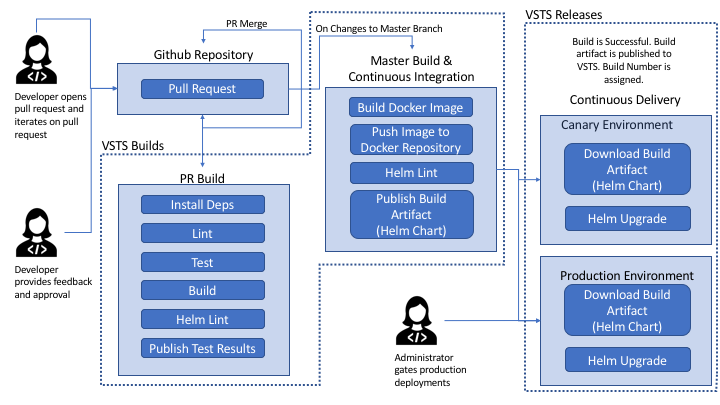 PR Merge
Github Repository
Pull Request
Developer opens
pull request and
iterates on pull
request
VSTS Builds
PR Build
Install Deps
Lint
Test
Build
Helm Lint
Publish Test Results
Developer
provides feedback
and approval
On Changes to Master Branch
Master Build &
Continuous Integration
Build Docker Image
Push Image to
Docker Repository
Helm Lint
Publish Build
Artifact
(Helm Chart)
Administrator
gates production
deployments
VSTS Releases
Build is Successful. Build
artifact is published to
VSTS. Build Number is
assigned.
Continuous Delivery
Canary Environment
Download Build
Artifact
(Helm Chart)
Helm Upgrade
Production Environment
Download Build
Artifact
(Helm Chart)
Helm Upgrade